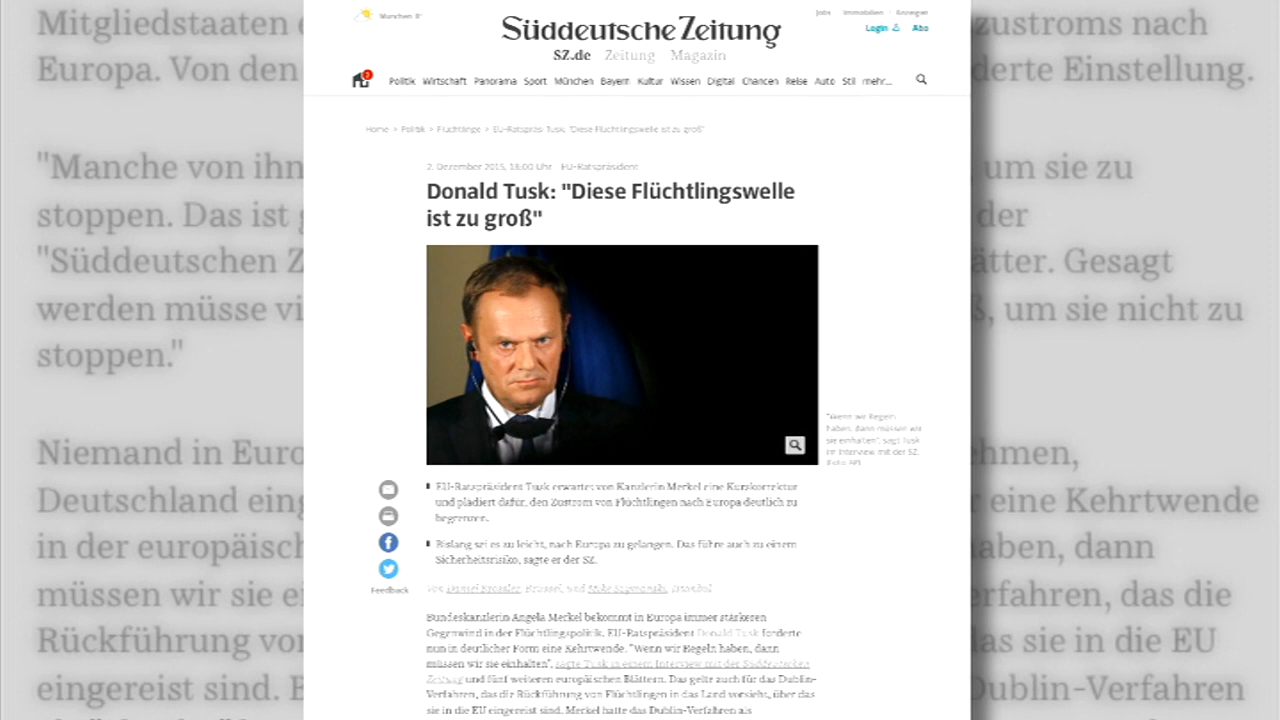 München 8°
Jobs Immobilien Anzeigen
Süddeutsche Zeitung
Login Abo
SZ.de Zeitung Magazin
Politik Wirtschaft Panorama Sport München Bayern Kultur Wissen Digital Chancen Reise Auto Stil mehr...
Home > Politik > Flüchtlinge > EU-Ratspräs. Tusk: "Diese Flüchtlingswelle ist zu groß"
2. Dezember 2015, 18:00 Uhr EU-Ratspräsident
Donald Tusk: "Diese Flüchtlingswelle
ist zu groß"
"Wenn wir Regeln
haben, dann müssen wir
sie einhalten", sagt Tusk
im Interview mit der SZ.
EU-Ratspräsident Tusk erwartet von Kanzlerin Merkel eine Kurskorrektur
und plädiert dafür, den Zustrom von Flüchtlingen nach Europa deutlich zu
begrenzen.
Bislang sei es zu leicht, nach Europa zu gelangen. Das führe auch zu einem
Sicherheitsrisiko, sagte er der SZ.
Von Daniel Brössler, Brüssel, und Mike Szymanski, Istanbul
Feedback
Bundeskanzlerin Angela Merkel bekommt in Europa immer stärkeren
Gegenwind in der Flüchtlingspolitik. EU-Ratspräsident Donald Tusk forderte
nun in deutlicher Form eine Kehrtwende. "Wenn wir Regeln haben, dann
müssen wir sie einhalten", sagte Tusk in einem Interview mit der Süddeutschen
Zeitung und fünf weiteren europäischen Blättern. Das gelte auch für das Dublin-
Verfahren, das die Rückführung von Flüchtlingen in das Land vorsieht, über das
sie in die EU eingereist sind. Merkel hatte das Dublin-Verfahren als
Mitgliedstaaten zustroms nach
Europa. Von den derte Einstellung.
"Manche von ihn um sie zu
stoppen. Das ist der
"Süddeutschen Z ätter. Gesagt
werden müsse vi , um sie nicht zu
stoppen."
Niemand in Euro hmen,
Deutschland eing eine Kehrtwende
in der europäisch aben, dann
müssen wir sie ei rfahren, das die
Rückführung vor das sie in die EU
eingereist sind. Dublin-Verfahren